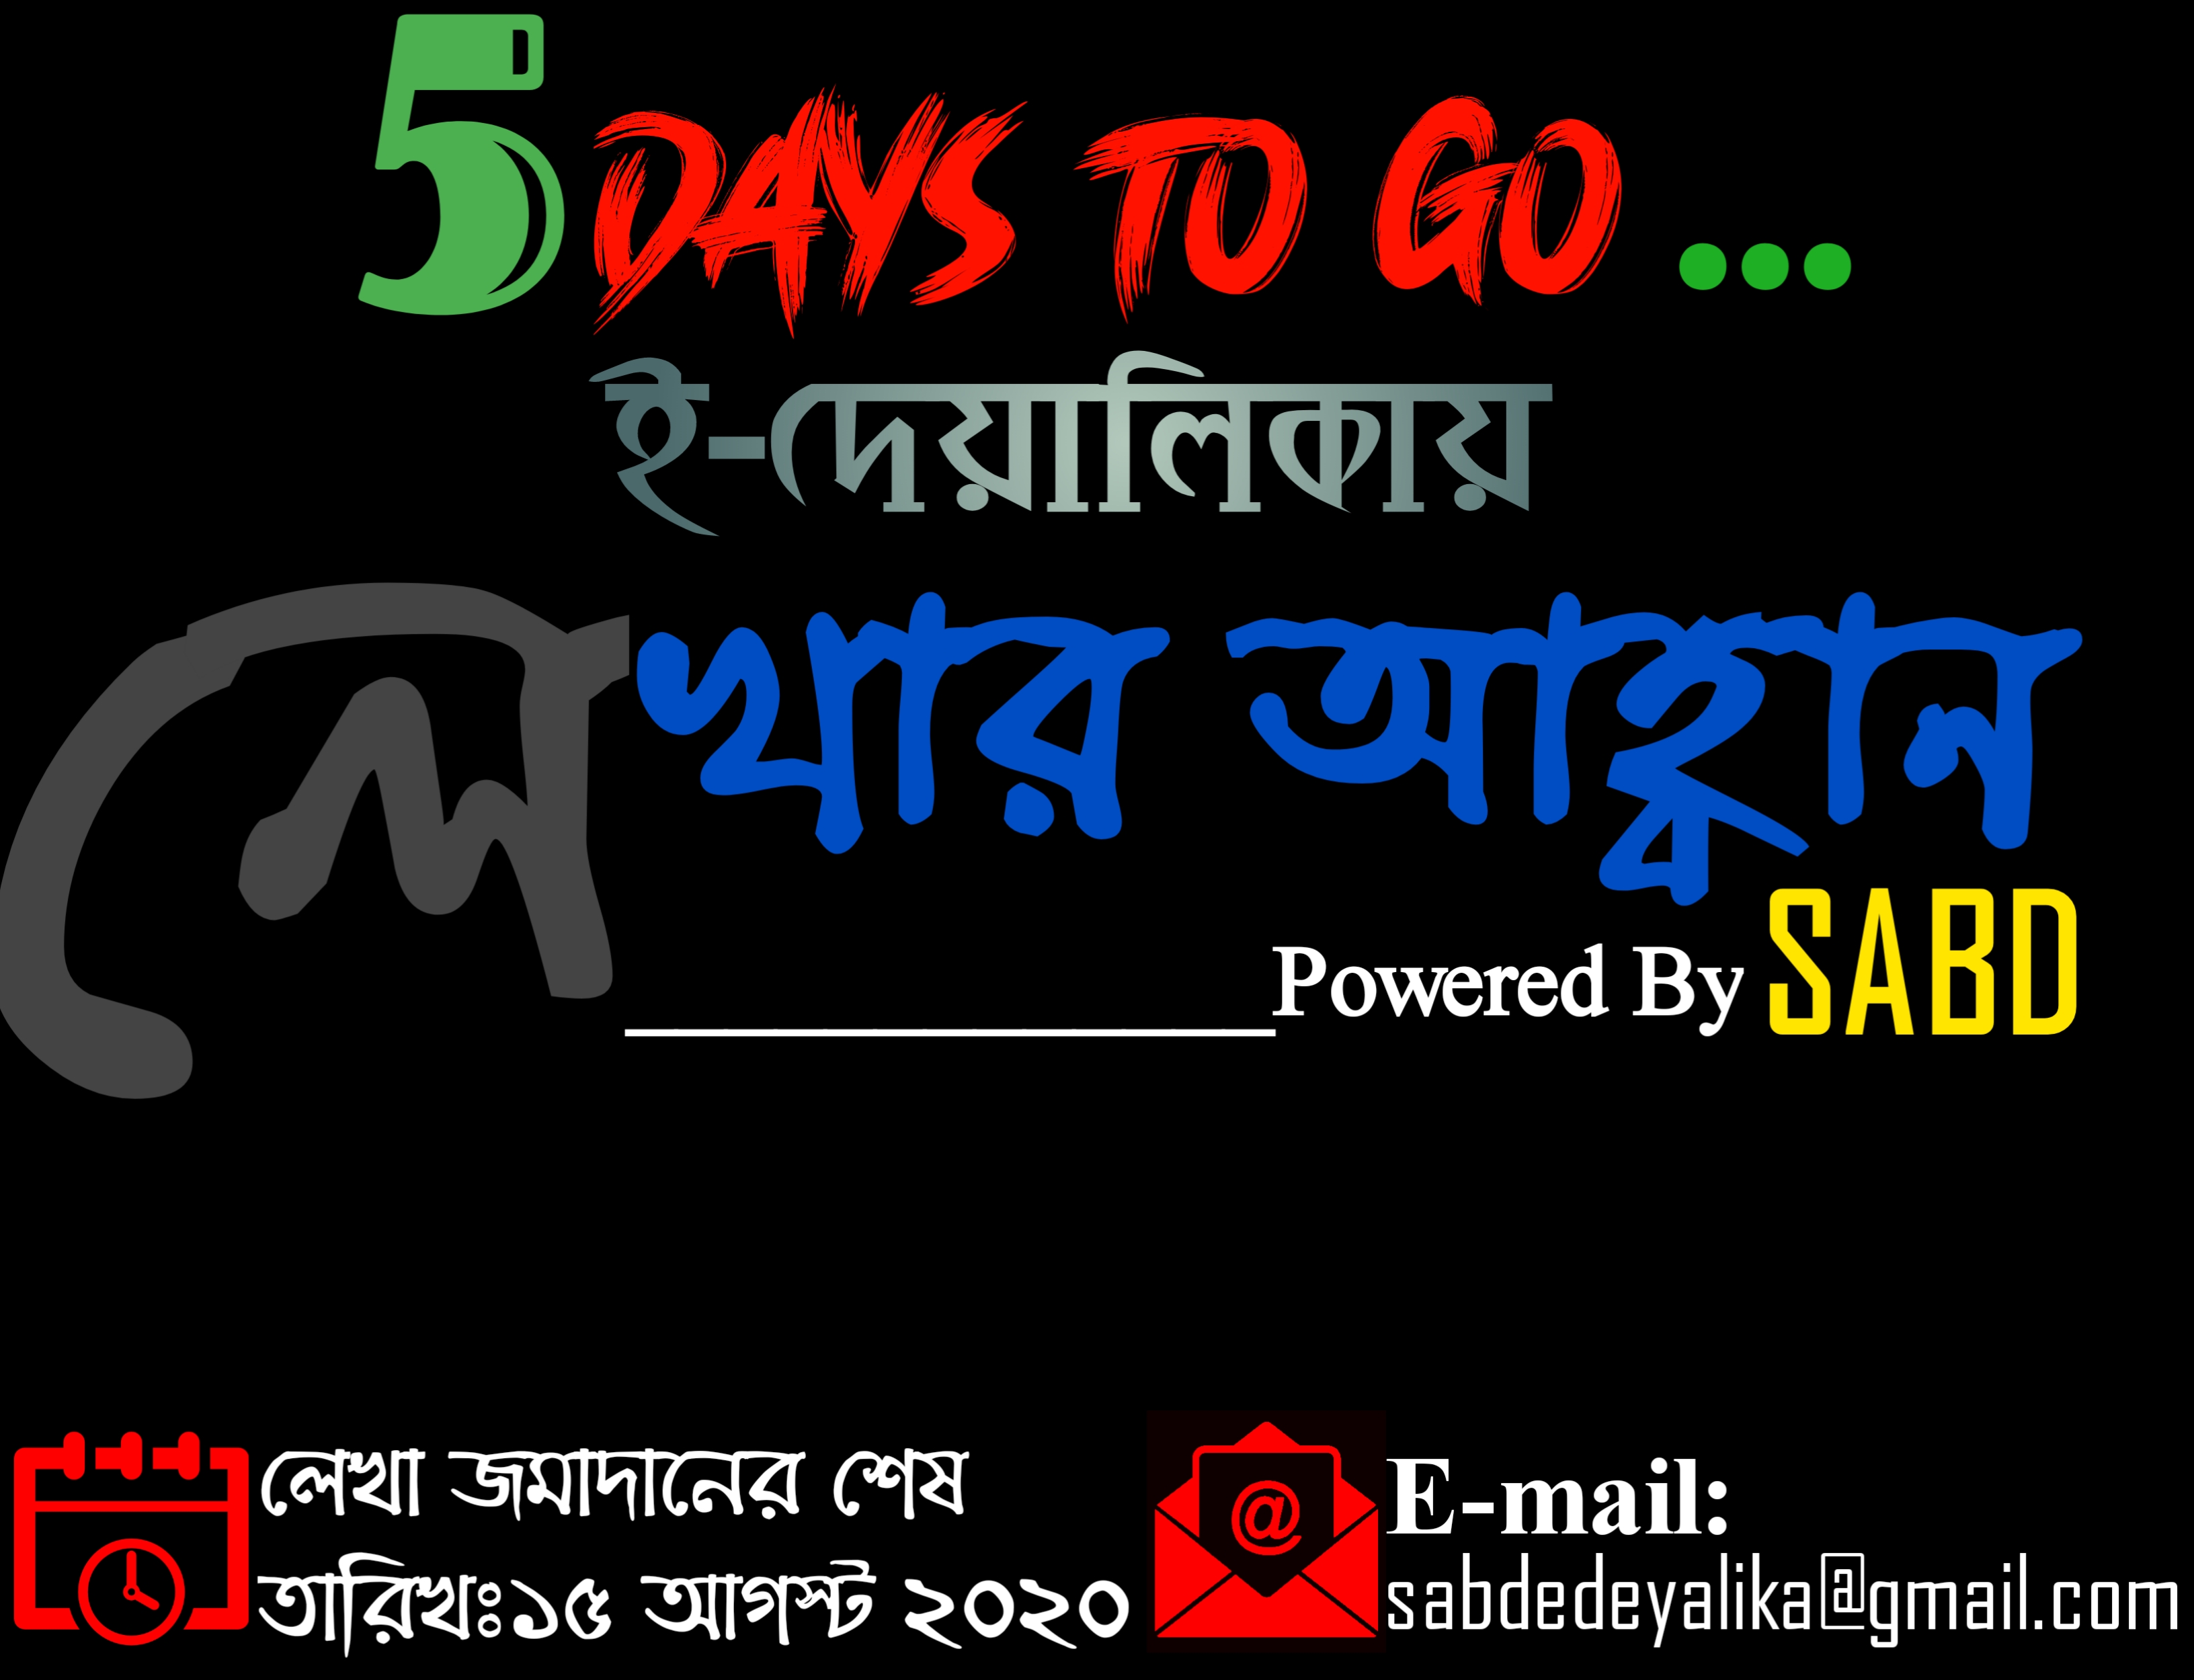 5 DAYS TO GO ...
ই-দেয়ালিকায়
লেখার আহ্বান
Powered By SABD
লেখা জমাদানের শেষ
তারিখঃ১৫ আগস্ট ২০২০
E-mail:
sabdedeyalika@gmail.com